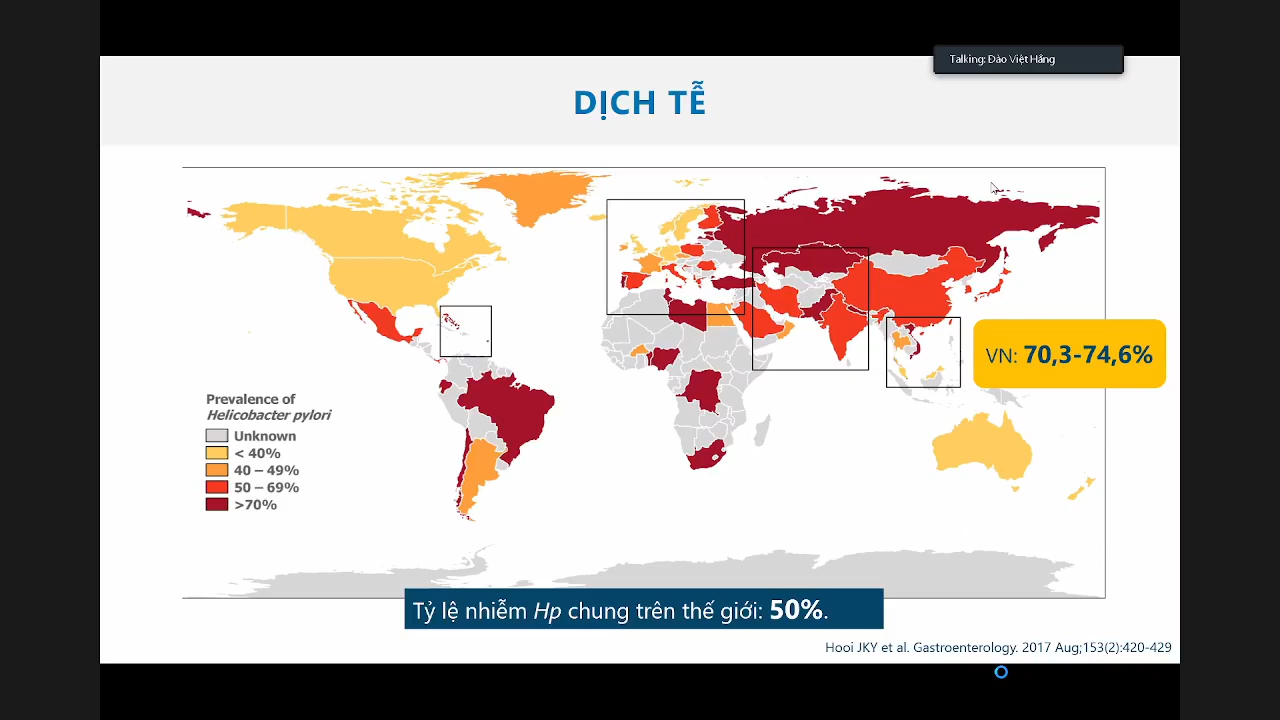 Talking: Đào Việt Hằng
DỊCH TỄ
VN: 70,3-74,6%
Prevalence of
Helicobacter pylori
Unknown
< 40%
40 – 49%
50 – 69%
>70%
Tỷ lệ nhiễm Hp chung trên thế giới: 50%.
Hooi JKY et al. Gastroenterology. 2017 Aug;153(2):420-429